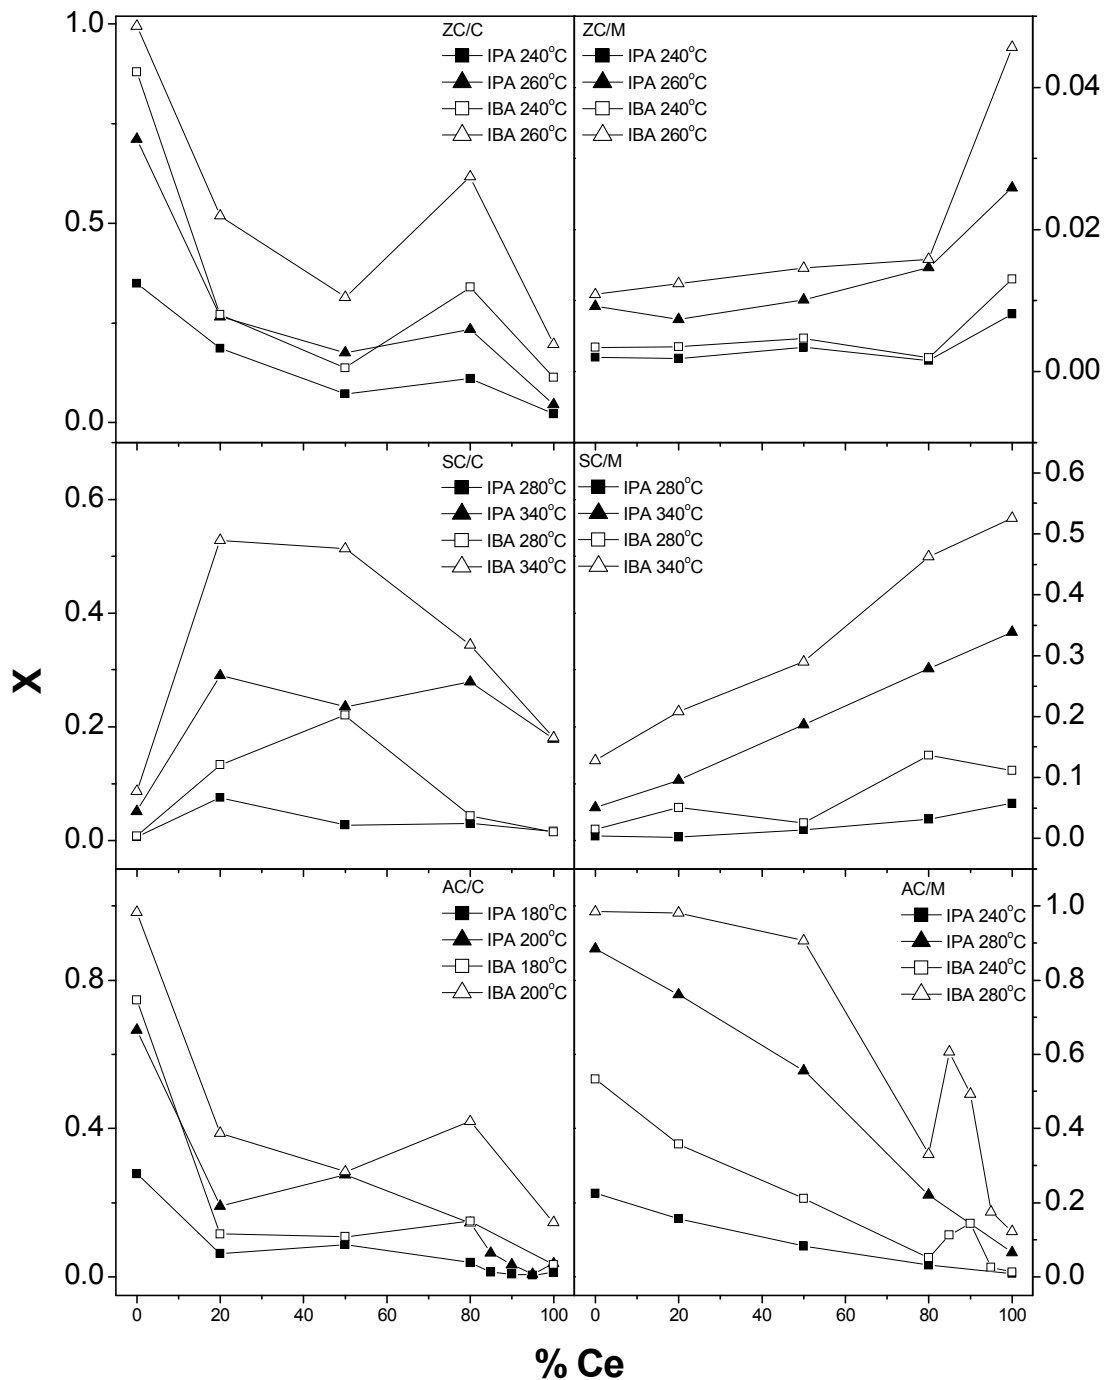 1.0
0.5
0.0
ZC/C
IPA 240°C
IPA 260°C
IBA 240°C
IBA 260°C
ZC/M
IPA 240°C
IPA 260°C
IBA 240°C
IBA 260°C
0.04
0.02
0.00
0.6
0.4
0.2
0.0
SC/C
IPA 280°C
IPA 340°C
IBA 280°C
IBA 340°C
SC/M
IPA 280°C
IPA 340°C
IBA 280°C
IBA 340°C
0.6
0.5
0.4
0.3
0.2
0.1
0.0
X
0.8
0.4
0.0
AC/C
IPA 180°C
IPA 200°C
IBA 180°C
IBA 200°C
AC/M
IPA 240°C
IPA 280°C
IBA 240°C
IBA 280°C
1.0
0.8
0.6
0.4
0.2
0.0
0 20 40 60 80 100 0 20 40 60 80 100
% Ce